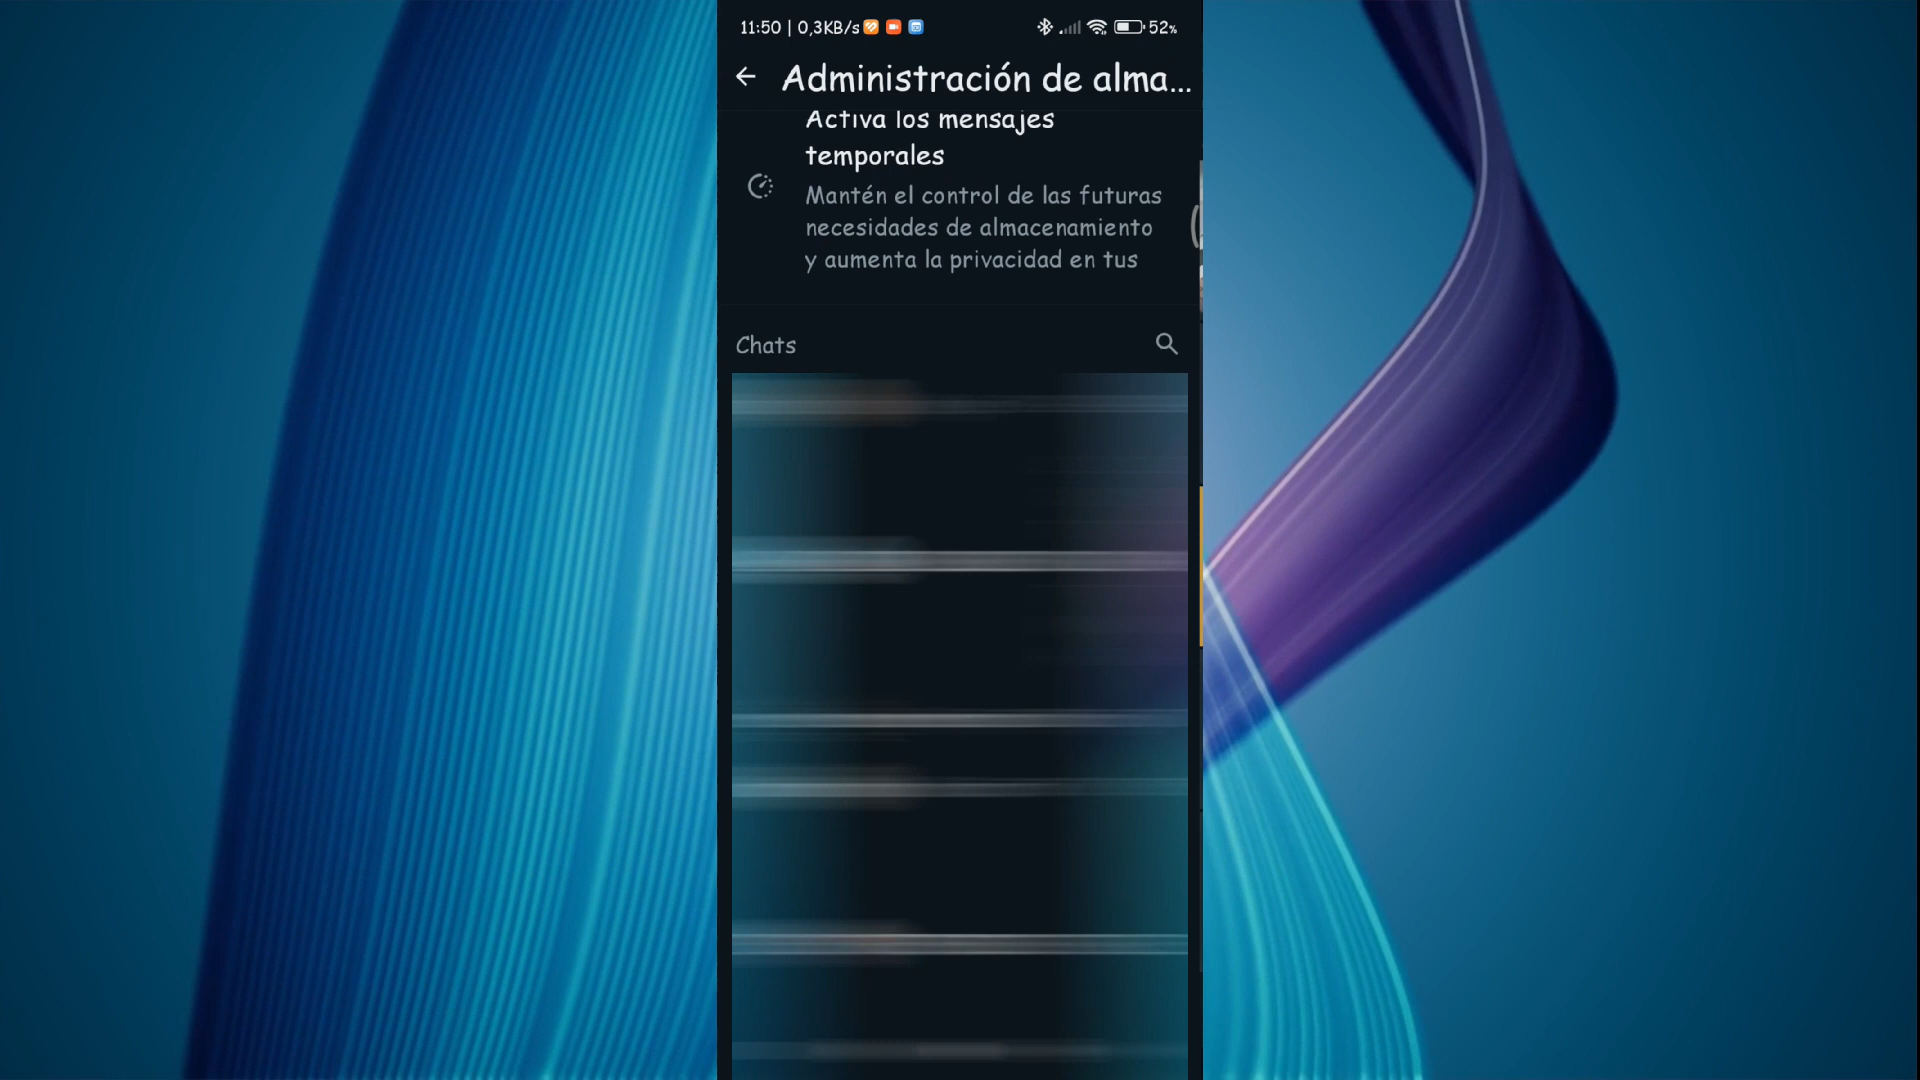 11:50 | 0,3KB/s 52%
Administración de alma...
Activa los mensajes
temporales
Mantén el control de las futuras
necesidades de almacenamiento
y aumenta la privacidad en tus
Chats